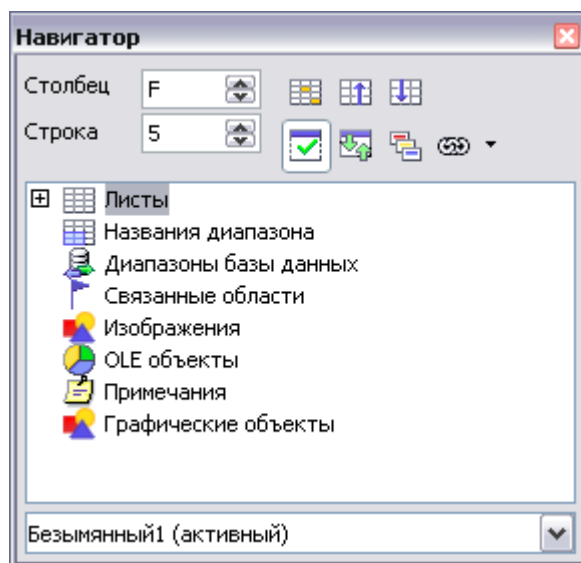 Навигатор
Столбец F
Строка 5
Листы
Названия диапазона
Диапазоны базы данных
Связанные области
Изображения
OLE объекты
Примечания
Графические объекты
Безымянный1 (активный)